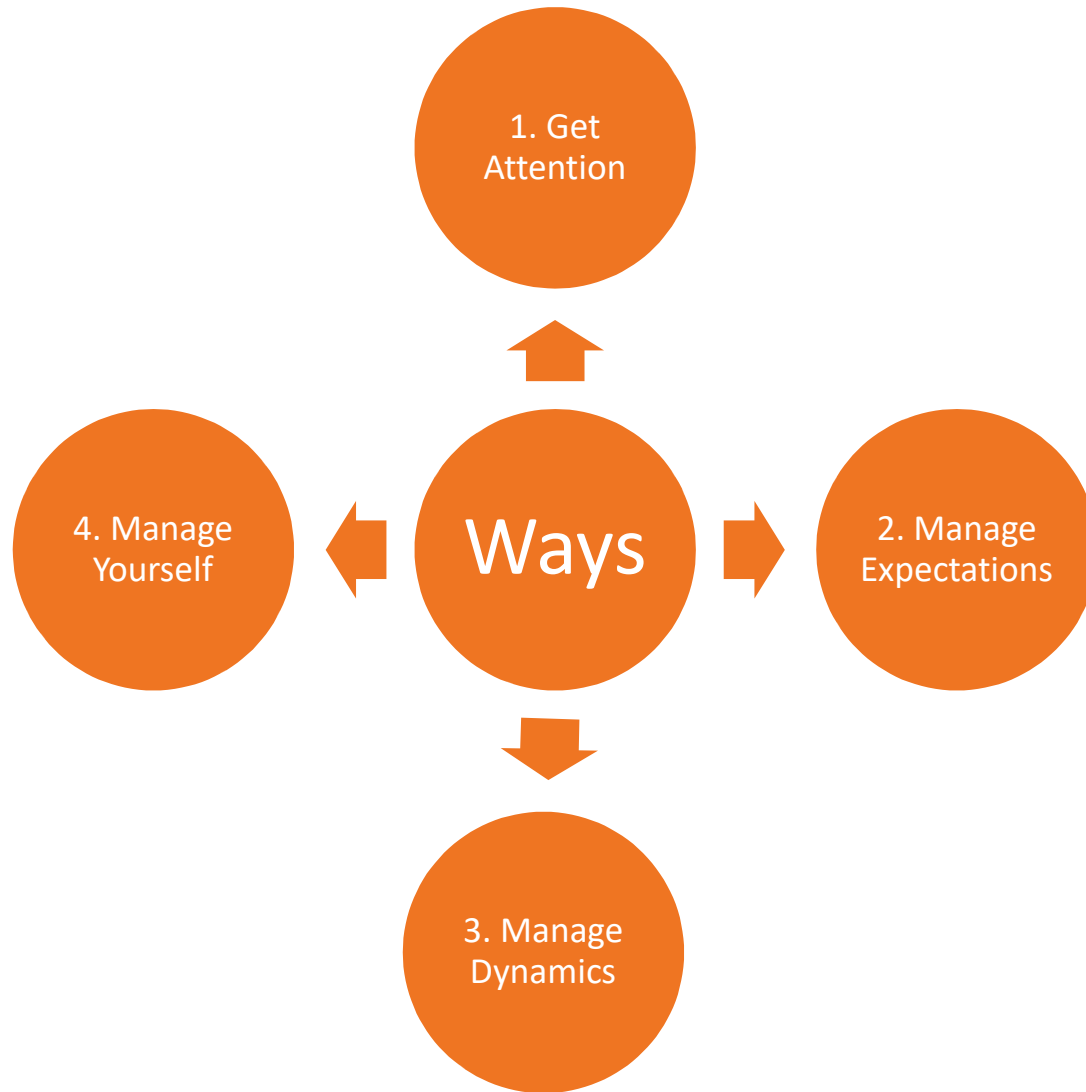 1. Get
Attention
4. Manage
Yourself
Ways
2. Manage
Expectations
3. Manage
Dynamics